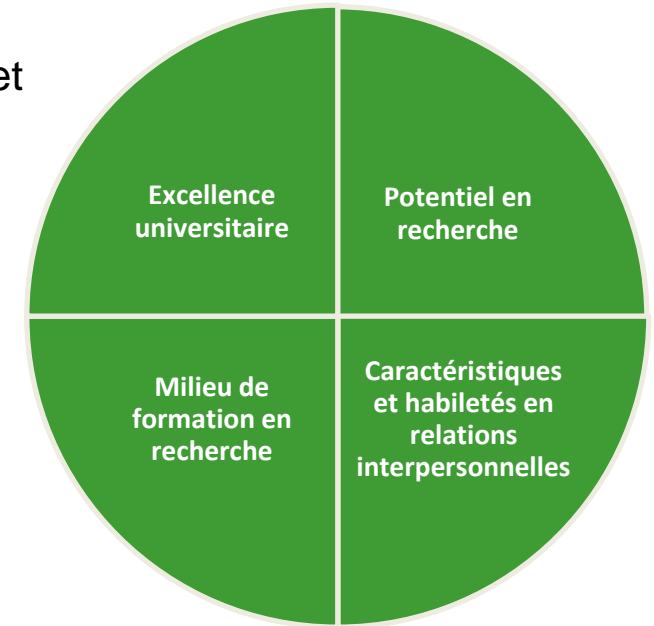 et
Excellence
universitaire
Potentiel en
recherche
Milieu de
formation en
recherche
Caractéristiques
et habiletés en
relations
interpersonnelles